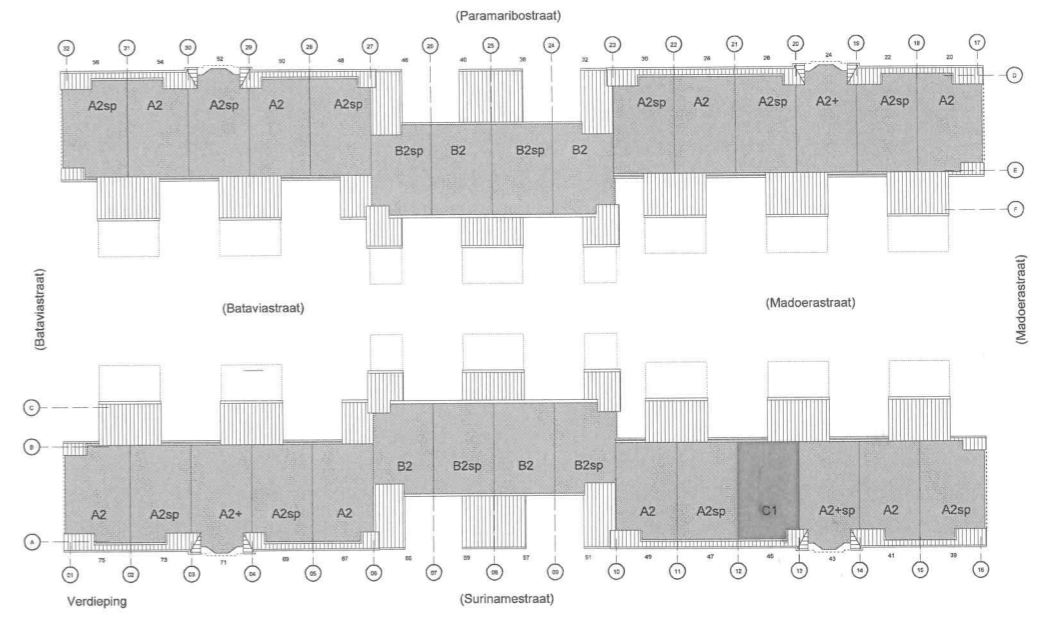 (Paramaribostraat)
32 31 30 29 28 27 26 25 24 23 22 21 20 19 18 17
56 54 52 50 48 46 40 38 32 30 28 26 24 22 20
D
A2sp A2 A2sp A2 A2sp B2sp B2 B2sp B2 A2sp A2 A2sp A2+ A2sp A2
E
F
(Bataviastraat)
(Bataviastraat)
(Madoerastraat)
(Madoerastraat)
C
B
B2 B2sp B2 B2sp
A2 A2sp A2+ A2sp A2 A2 A2sp C1 A2+sp A2 A2sp
A
75 73 71 69 67 65 59 57 51 49 47 45 43 41 39
01 02 03 04 05 06 07 08 09 10 11 12 13 14 15 16
Verdieping
(Surinamestraat)